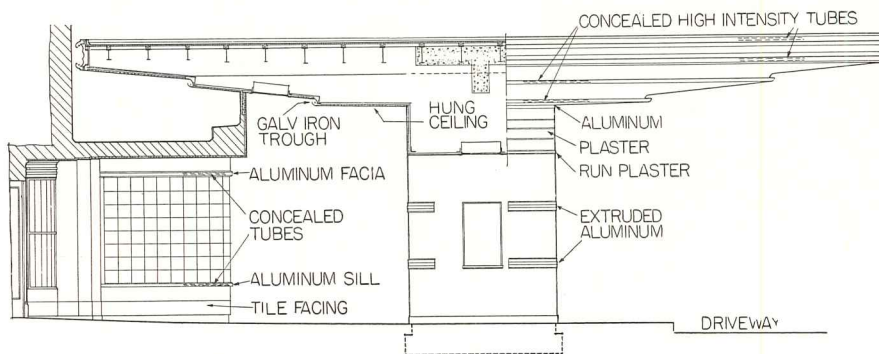 CONCEALED HIGH INTENSITY TUBES
GALV IRON
TROUGH
HUNG
CEILING
ALUMINUM
PLASTER
RUN PLASTER
ALUMINUM FACIA
CONCEALED
TUBES
EXTRUDED
ALUMINUM
ALUMINUM SILL
TILE FACING
DRIVEWAY